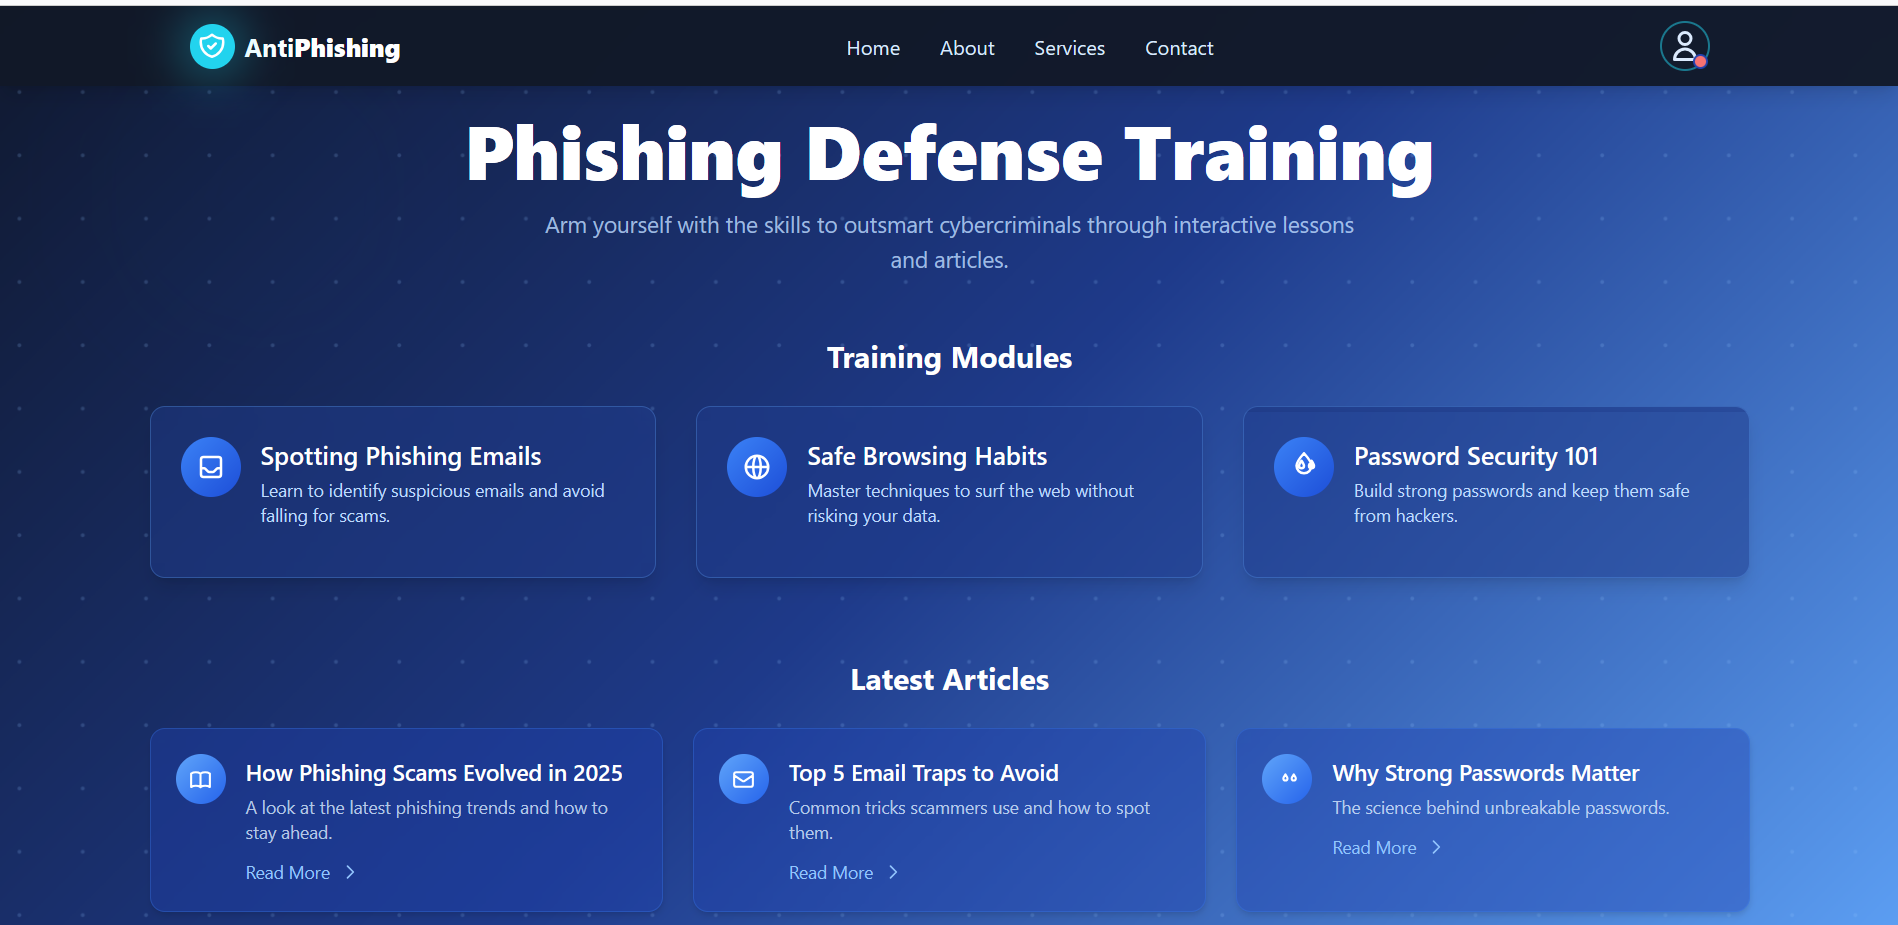 AntiPhishing
Home
About
Services
Contact
Phishing Defense Training
Arm yourself with the skills to outsmart cybercriminals through interactive lessons
and articles.
Training Modules
Spotting Phishing Emails
Learn to identify suspicious emails and avoid
falling for scams.
Safe Browsing Habits
Master techniques to surf the web without
risking your data.
Password Security 101
Build strong passwords and keep them safe
from hackers.
Latest Articles
How Phishing Scams Evolved in 2025
A look at the latest phishing trends and how to
stay ahead.
Read More
Top 5 Email Traps to Avoid
Common tricks scammers use and how to spot
them.
Read More
Why Strong Passwords Matter
The science behind unbreakable passwords.
Read More